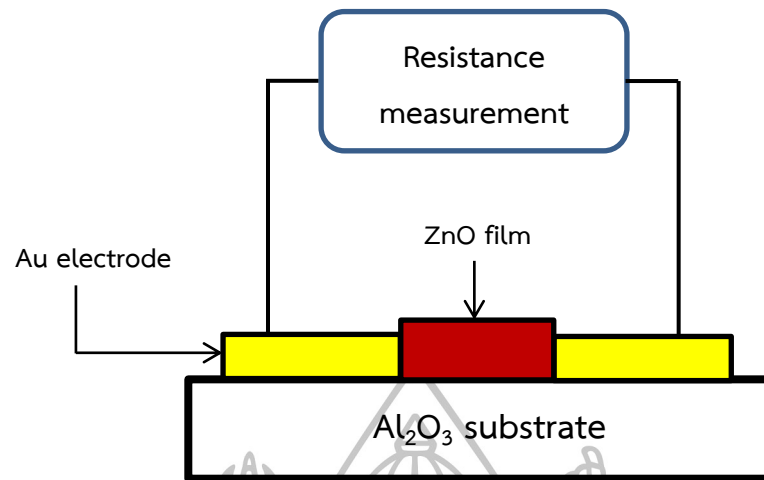 Resistance
measurement
ZnO film
Au electrode
Al₂O₃ substrate